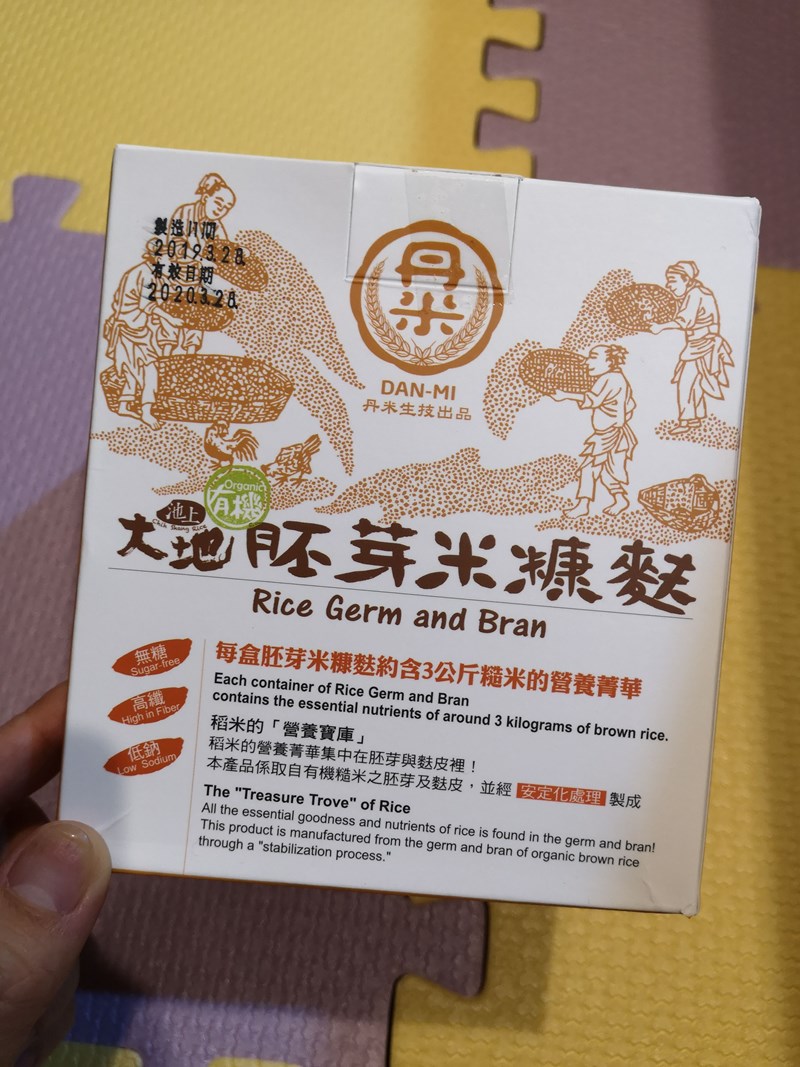 製造日期
2019.3.28.
有效日期
2020.3.28.
丹米
DAN-MI
丹米生技出品
Organic
有機
池上
Chih Shang Rice
大地胚芽米糠麩
Rice Germ and Bran
無糖
Sugar-free
高纖
High in Fiber
低鈉
Low Sodium
每盒胚芽米糠麩約含3公斤糙米的營養菁華
Each container of Rice Germ and Bran
contains the essential nutrients of around 3 kilograms of brown rice.
稻米的「營養寶庫」
稻米的營養菁華集中在胚芽與麩皮裡！
本產品係取自有機糙米之胚芽及麩皮，並經 安定化處理 製成
The "Treasure Trove" of Rice
All the essential goodness and nutrients of rice is found in the germ and bran!
This product is manufactured from the germ and bran of organic brown rice
through a "stabilization process."